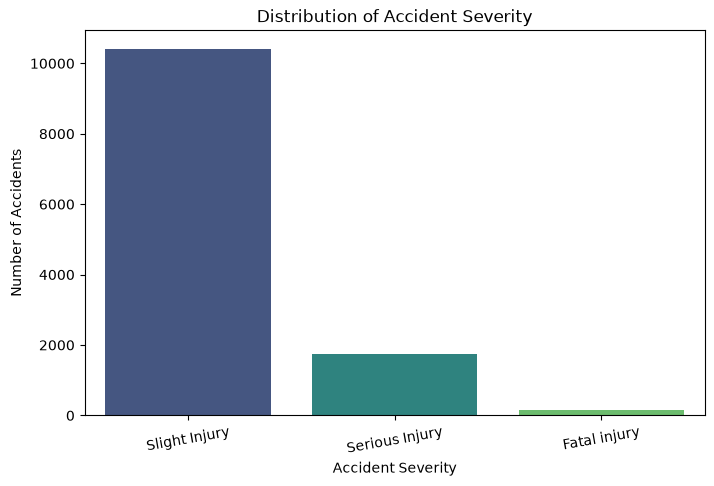 Distribution of Accident Severity
Number of Accidents
10000
8000
6000
4000
2000
0
Slight Injury
Serious Injury
Fatal injury
Accident Severity